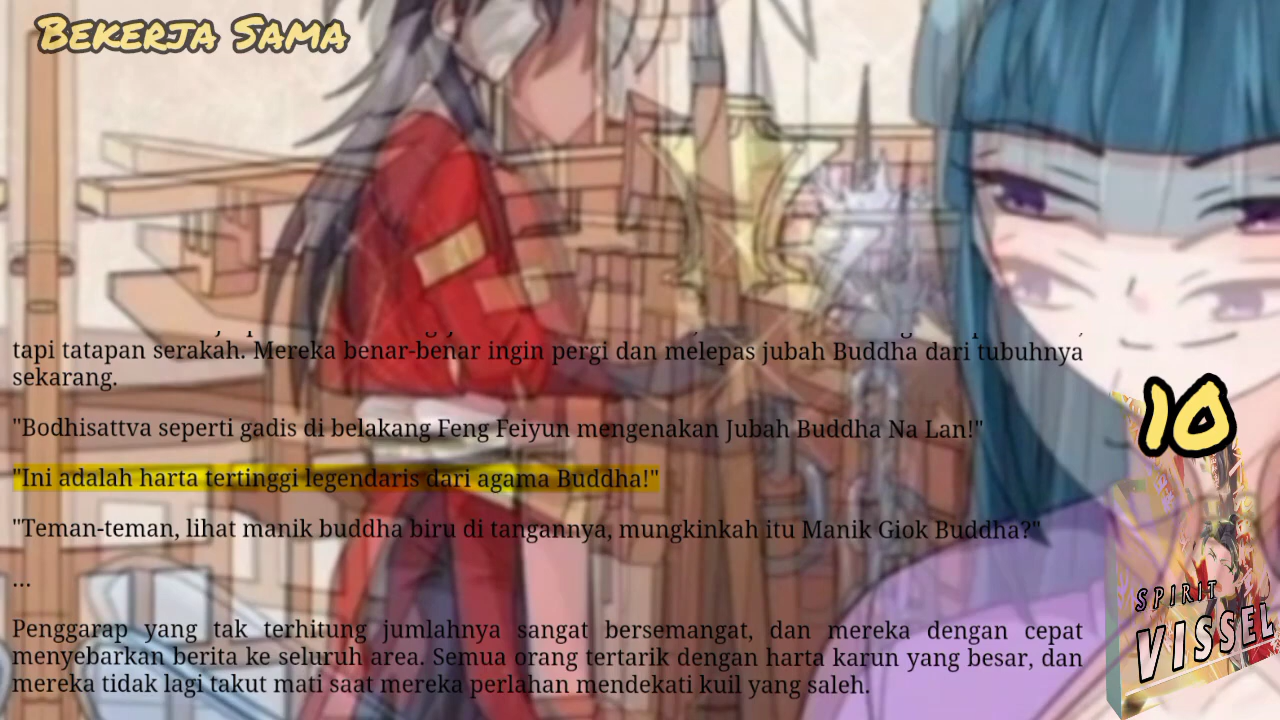 Bekerja Sama
tapi tatapan serakah. Mereka benar-benar ingin pergi dan melepas jubah Buddha dari tubuhnya
sekarang.
"Bodhisattva seperti gadis di belakang Feng Feiyun mengenakan Jubah Buddha Na Lan!"
10
"Ini adalah harta tertinggi legendaris dari agama Buddha!"
"Teman-teman, lihat manik buddha biru di tangannya, mungkinkah itu Manik Giok Buddha?"
...
SPIRIT
VISSEL
Penggarap yang tak terhitung jumlahnya sangat bersemangat, dan mereka dengan cepat
menyebarkan berita ke seluruh area. Semua orang tertarik dengan harta karun yang besar, dan
mereka tidak lagi takut mati saat mereka perlahan mendekati kuil yang saleh.